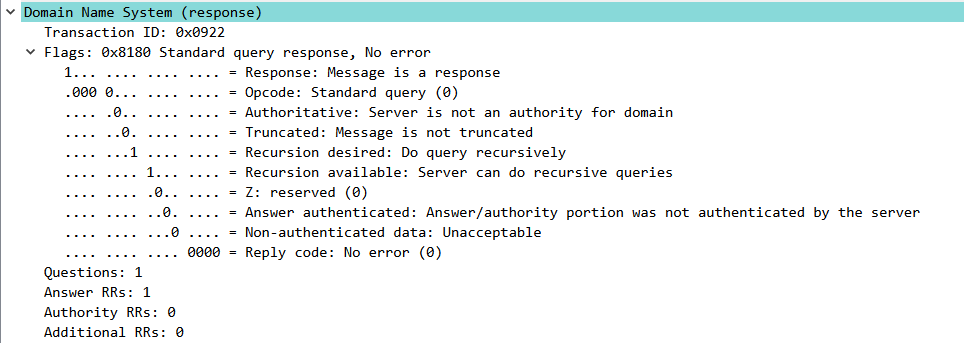 Domain Name System (response)
Transaction ID: 0x0922
Flags: 0x8180 Standard query response, No error
1... .... .... .... = Response: Message is a response
.000 0... .... .... = Opcode: Standard query (0)
.... .0.. .... .... = Authoritative: Server is not an authority for domain
.... ..0. .... .... = Truncated: Message is not truncated
.... ...1 .... .... = Recursion desired: Do query recursively
.... .... 1... .... = Recursion available: Server can do recursive queries
.... .... .0.. .... = Z: reserved (0)
.... .... ..0. .... = Answer authenticated: Answer/authority portion was not authenticated by the server
.... .... ...0 .... = Non-authenticated data: Unacceptable
.... .... .... 0000 = Reply code: No error (0)
Questions: 1
Answer RRs: 1
Authority RRs: 0
Additional RRs: 0